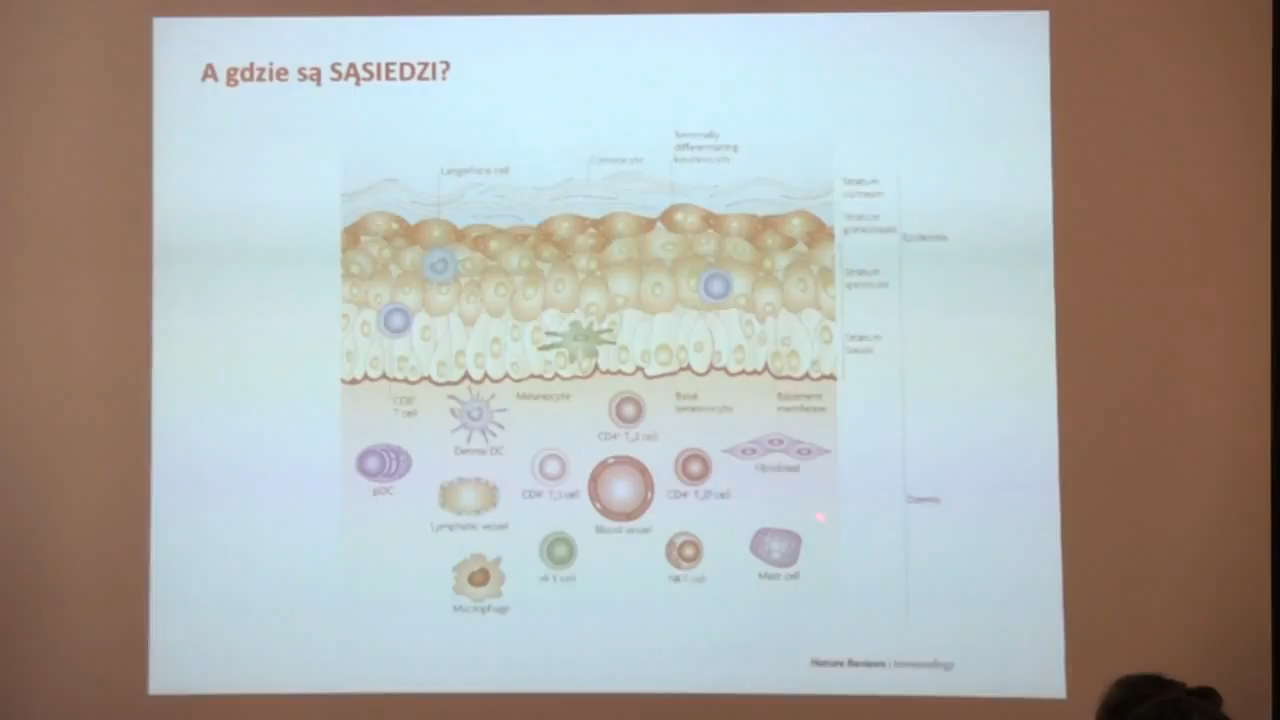 A gdzie są SĄSIEDZI?
Terminally
differentiating
keratinocyte
Corneocyte
Langerhans cell
Stratum
corneum
Stratum
granulosum
Epidermis
Stratum
spinosum
Stratum
basale
CD8⁺
T cell
Melanocyte
Basal
keratinocyte
Basement
membrane
Dermal DC
CD4⁺ Tₕ2 cell
Fibroblast
pDC
CD4⁺ Tₕ1 cell
CD4⁺ Tₕ17 cell
Dermis
Lymphatic vessel
Blood vessel
γδ T cell
NKT cell
Mast cell
Macrophage
Nature Reviews | Immunology